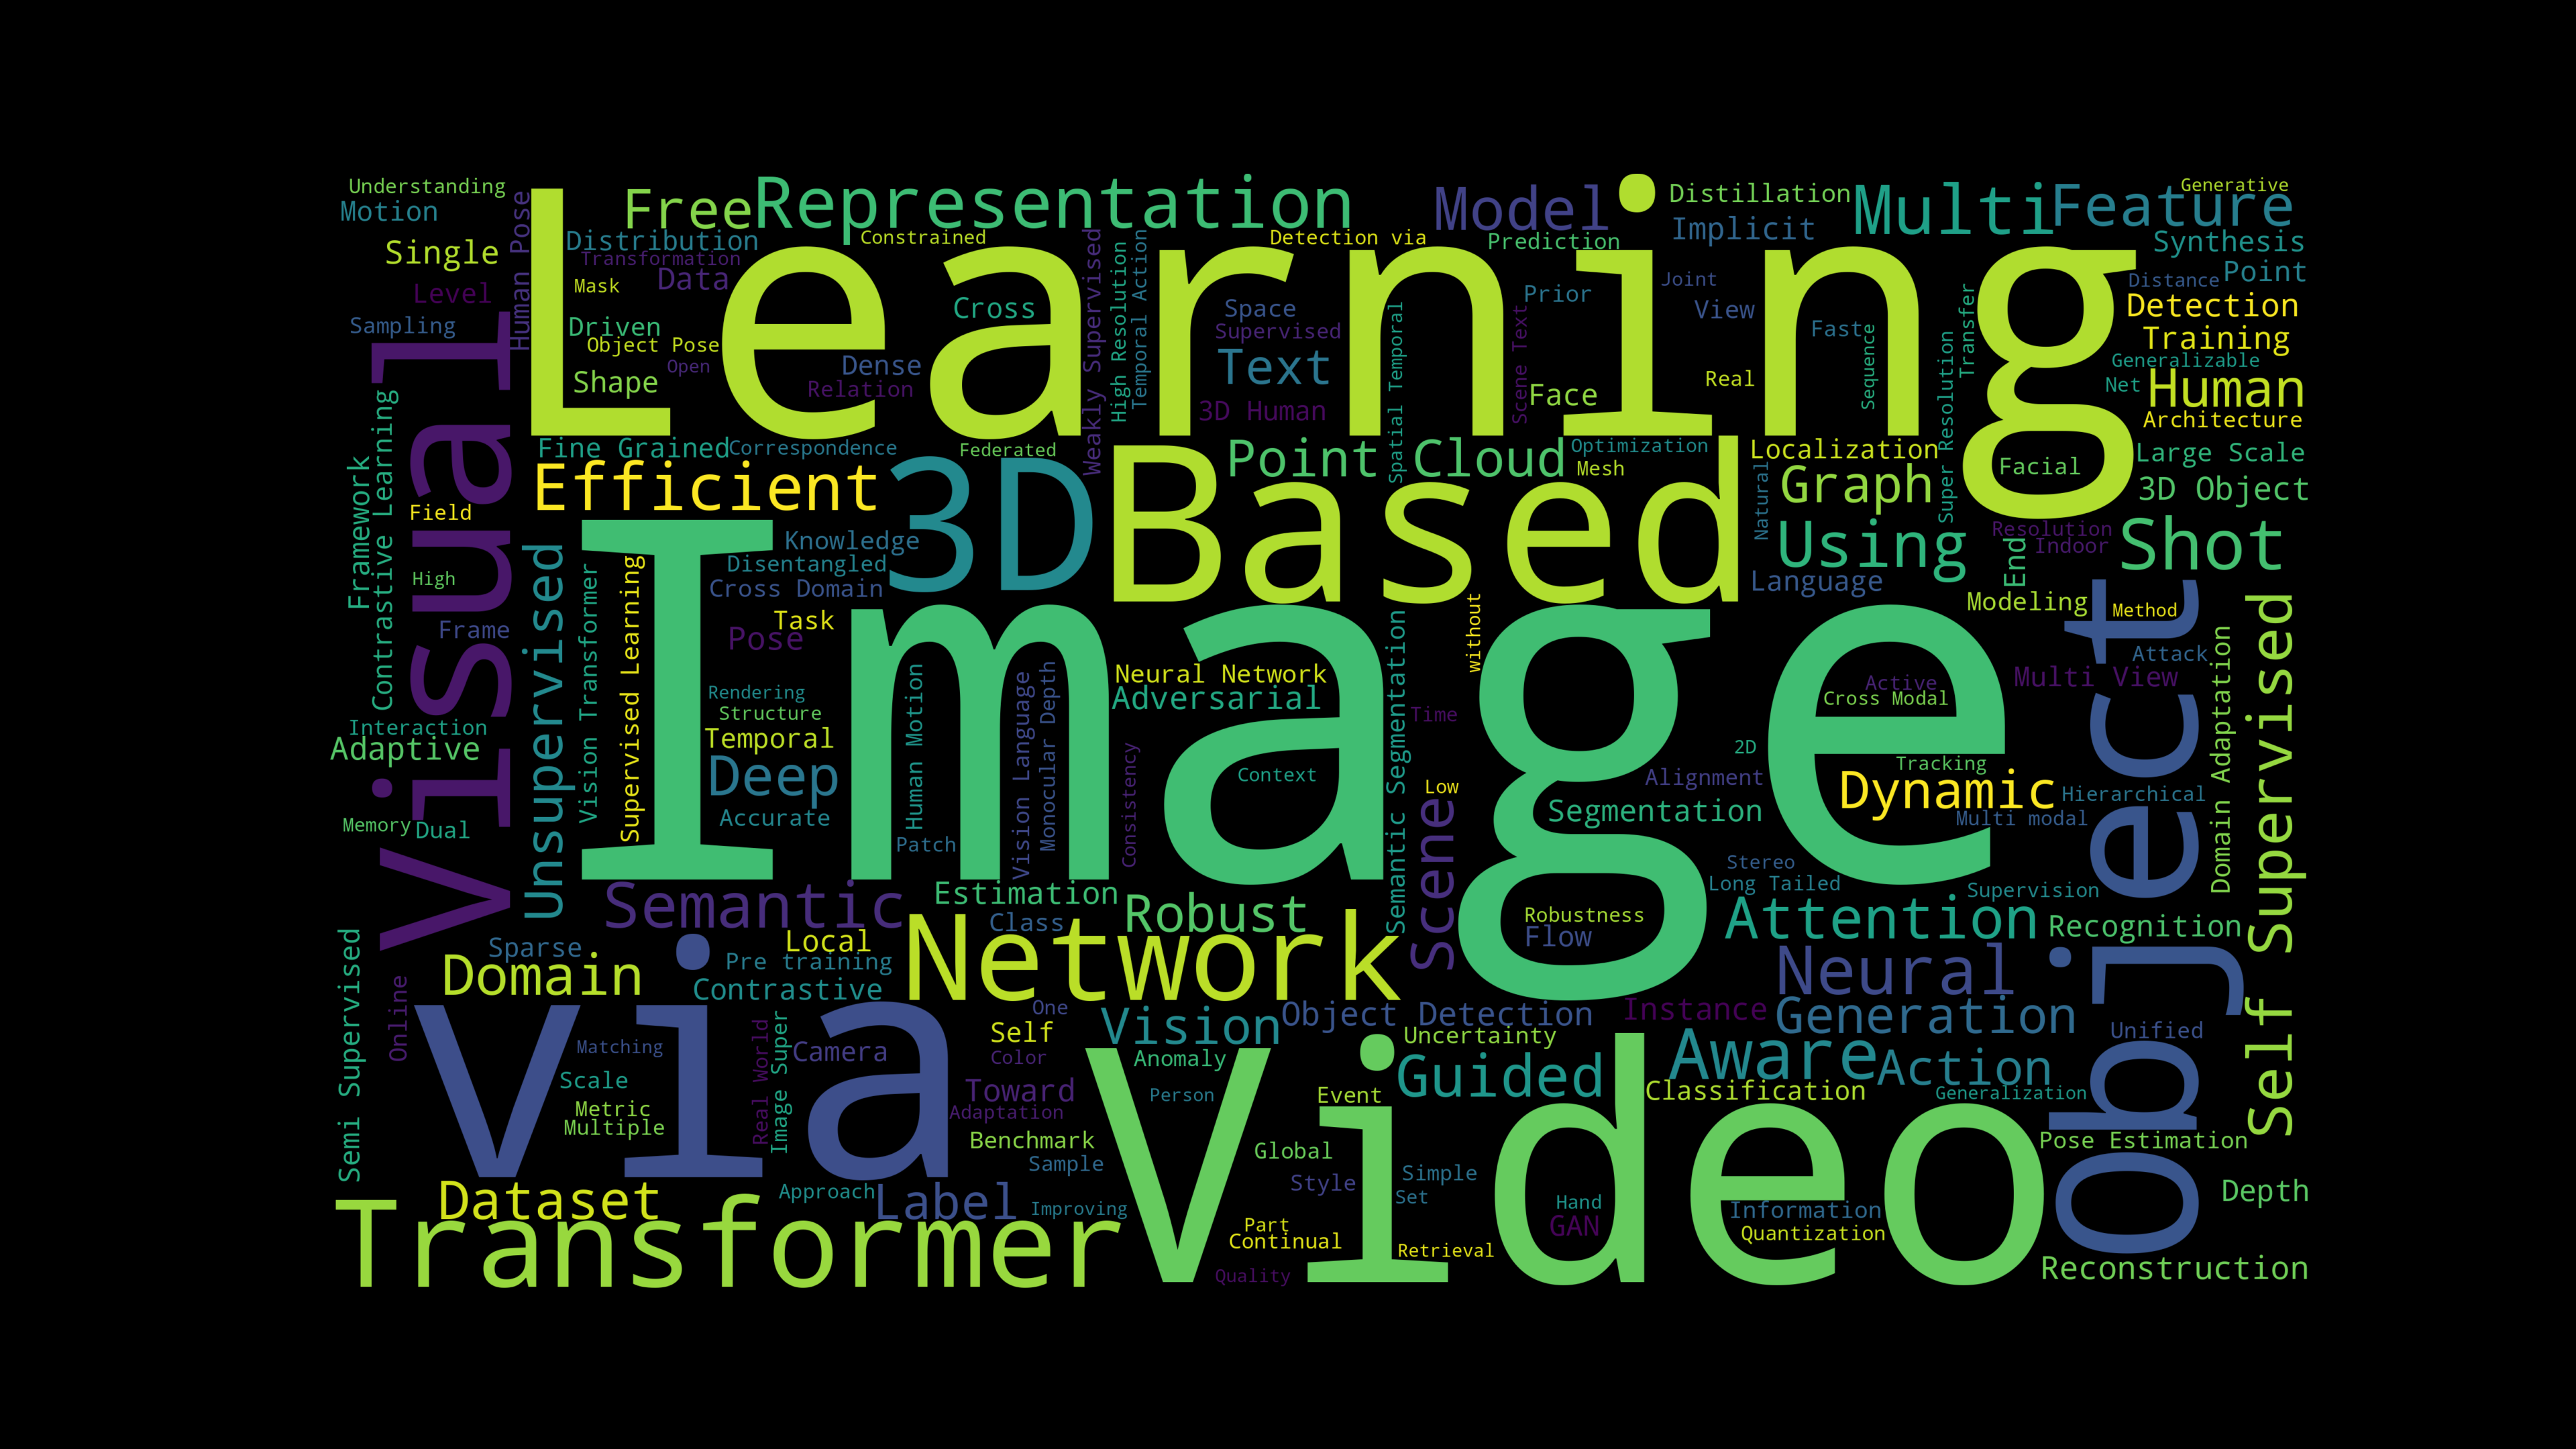 Understanding
Motion
Single
Level
Sampling
Human Pose
Visual
Learning
Free
Representation
Model
Distillation
Implicit
Multi
Feature
Generative
Synthesis
Distribution
Transformation
Data
Mask
Constrained
Detection via
Prediction
Distance
Point
Driven
Object Pose
Open
Shape
Cross
Dense
Relation
Weakly Supervised
High Resolution
Temporal Action
Space
Supervised
Text
3D Human
Spatial Temporal
Scene Text
Prior
Face
Joint
View
Real
Faste
Sequence
Super Resolution
Transfer
Detection
Training
Generalizable
Net
Human
Architecture
Large Scale
3D Object
Facial
Fine Grained
Correspondence
Federated
Efficient
3D
Based
Point Cloud
Optimization
Mesh
Localization
Graph
Natural
Using
Language
Resolution
Indoor
End
Shot
Framework
Contrastive Learning
Field
High
Frame
Unsupervised
Vision Transformer
Supervised Learning
Image
Knowledge
Disentangled
Cross Domain
Task
Pose
Rendering
Structure
Temporal
Deep
Accurate
Human Motion
Patch
Vision Language
Monocular Depth
Neural Network
Adversarial
Consistency
Context
Semantic Segmentation
Time
without
Low
Scene
Segmentation
Alignment
2D
Active
Cross Modal
Tracking
Dynamic
Modeling
Method
Attack
Multi View
Object
Hierarchical
Multi modal
Domain Adaptation
Self Supervised
Interaction
Adaptive
Memory
Dual
Semantic
Estimation
Class
Robust
Network
Robustness
Flow
Stereo
Long Tailed
Supervision
Attention
Recognition
Sparse
Domain
Local
Pre training
Contrastive
Online
Semi Supervised
via
Matching
Scale
Metric
Multiple
Real World
Image Super
Camera
One
Self
Color
Toward
Adaptation
Benchmark
Sample
Vision
Object Detection
Anomaly
Person
Uncertainty
Guided
Instance
Neural
Generation
Aware
Action
Unified
Classification
Generalization
Event
Video
Global
Style
Simple
Set
Hand
GAN
Information
Quantization
Part
Continual
Retrieval
Quality
Pose Estimation
Depth
Reconstruction
Dataset
Approach
Label
Improving
Transformer